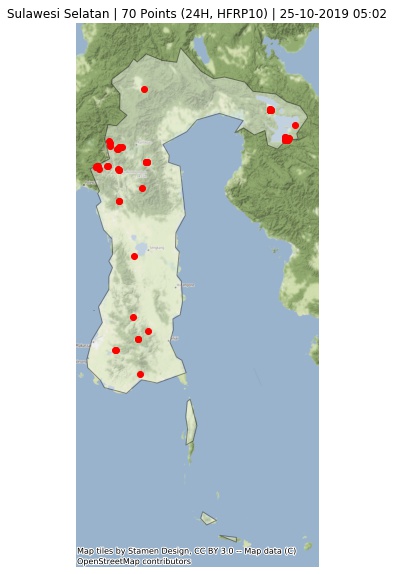 Sulawesi Selatan | 70 Points (24H, HFRP10) | 25-10-2019 05:02
Map tiles by Stamen Design, CC BY 3.0 -- Map data (C)
OpenStreetMap contributors